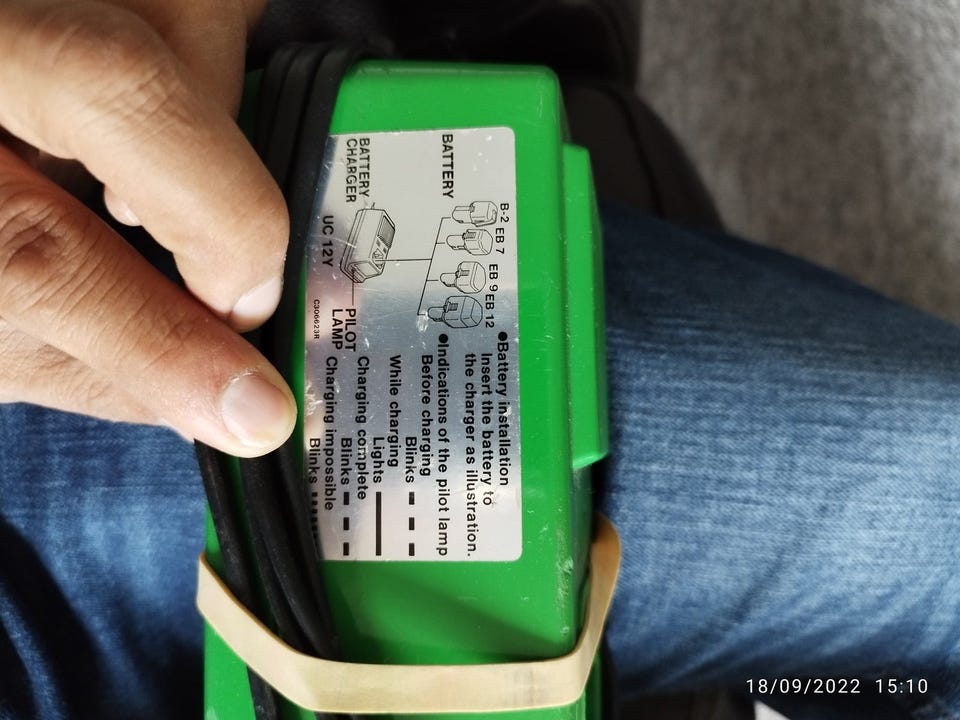 ●Battery installation
Insert the battery to
the charger as illustration.
●Indications of the pilot lamp
Before charging
Blinks
While charging
Lights
Charging complete
Blinks
Charging impossible
Blinks
B-2 EB 7
EB 9 EB 12
BATTERY
BATTERY
CHARGER
UC 12Y
PILOT
LAMP
C306623R
18/09/2022 15:10